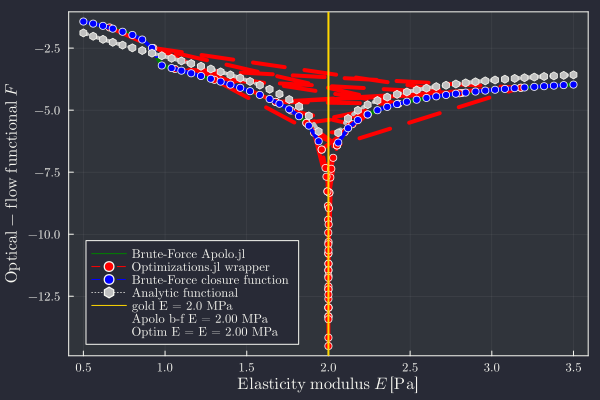 Optical − flow functional F
−2.5
−5.0
−7.5
−10.0
−12.5
Brute-Force Apolo.jl
Optimizations.jl wrapper
Brute-Force closure function
Analytic functional
gold E = 2.0 MPa
Apolo b-f E = 2.00 MPa
Optim E = E = 2.00 MPa
0.5 1.0 1.5 2.0 2.5 3.0 3.5
Elasticity modulus E [Pa]